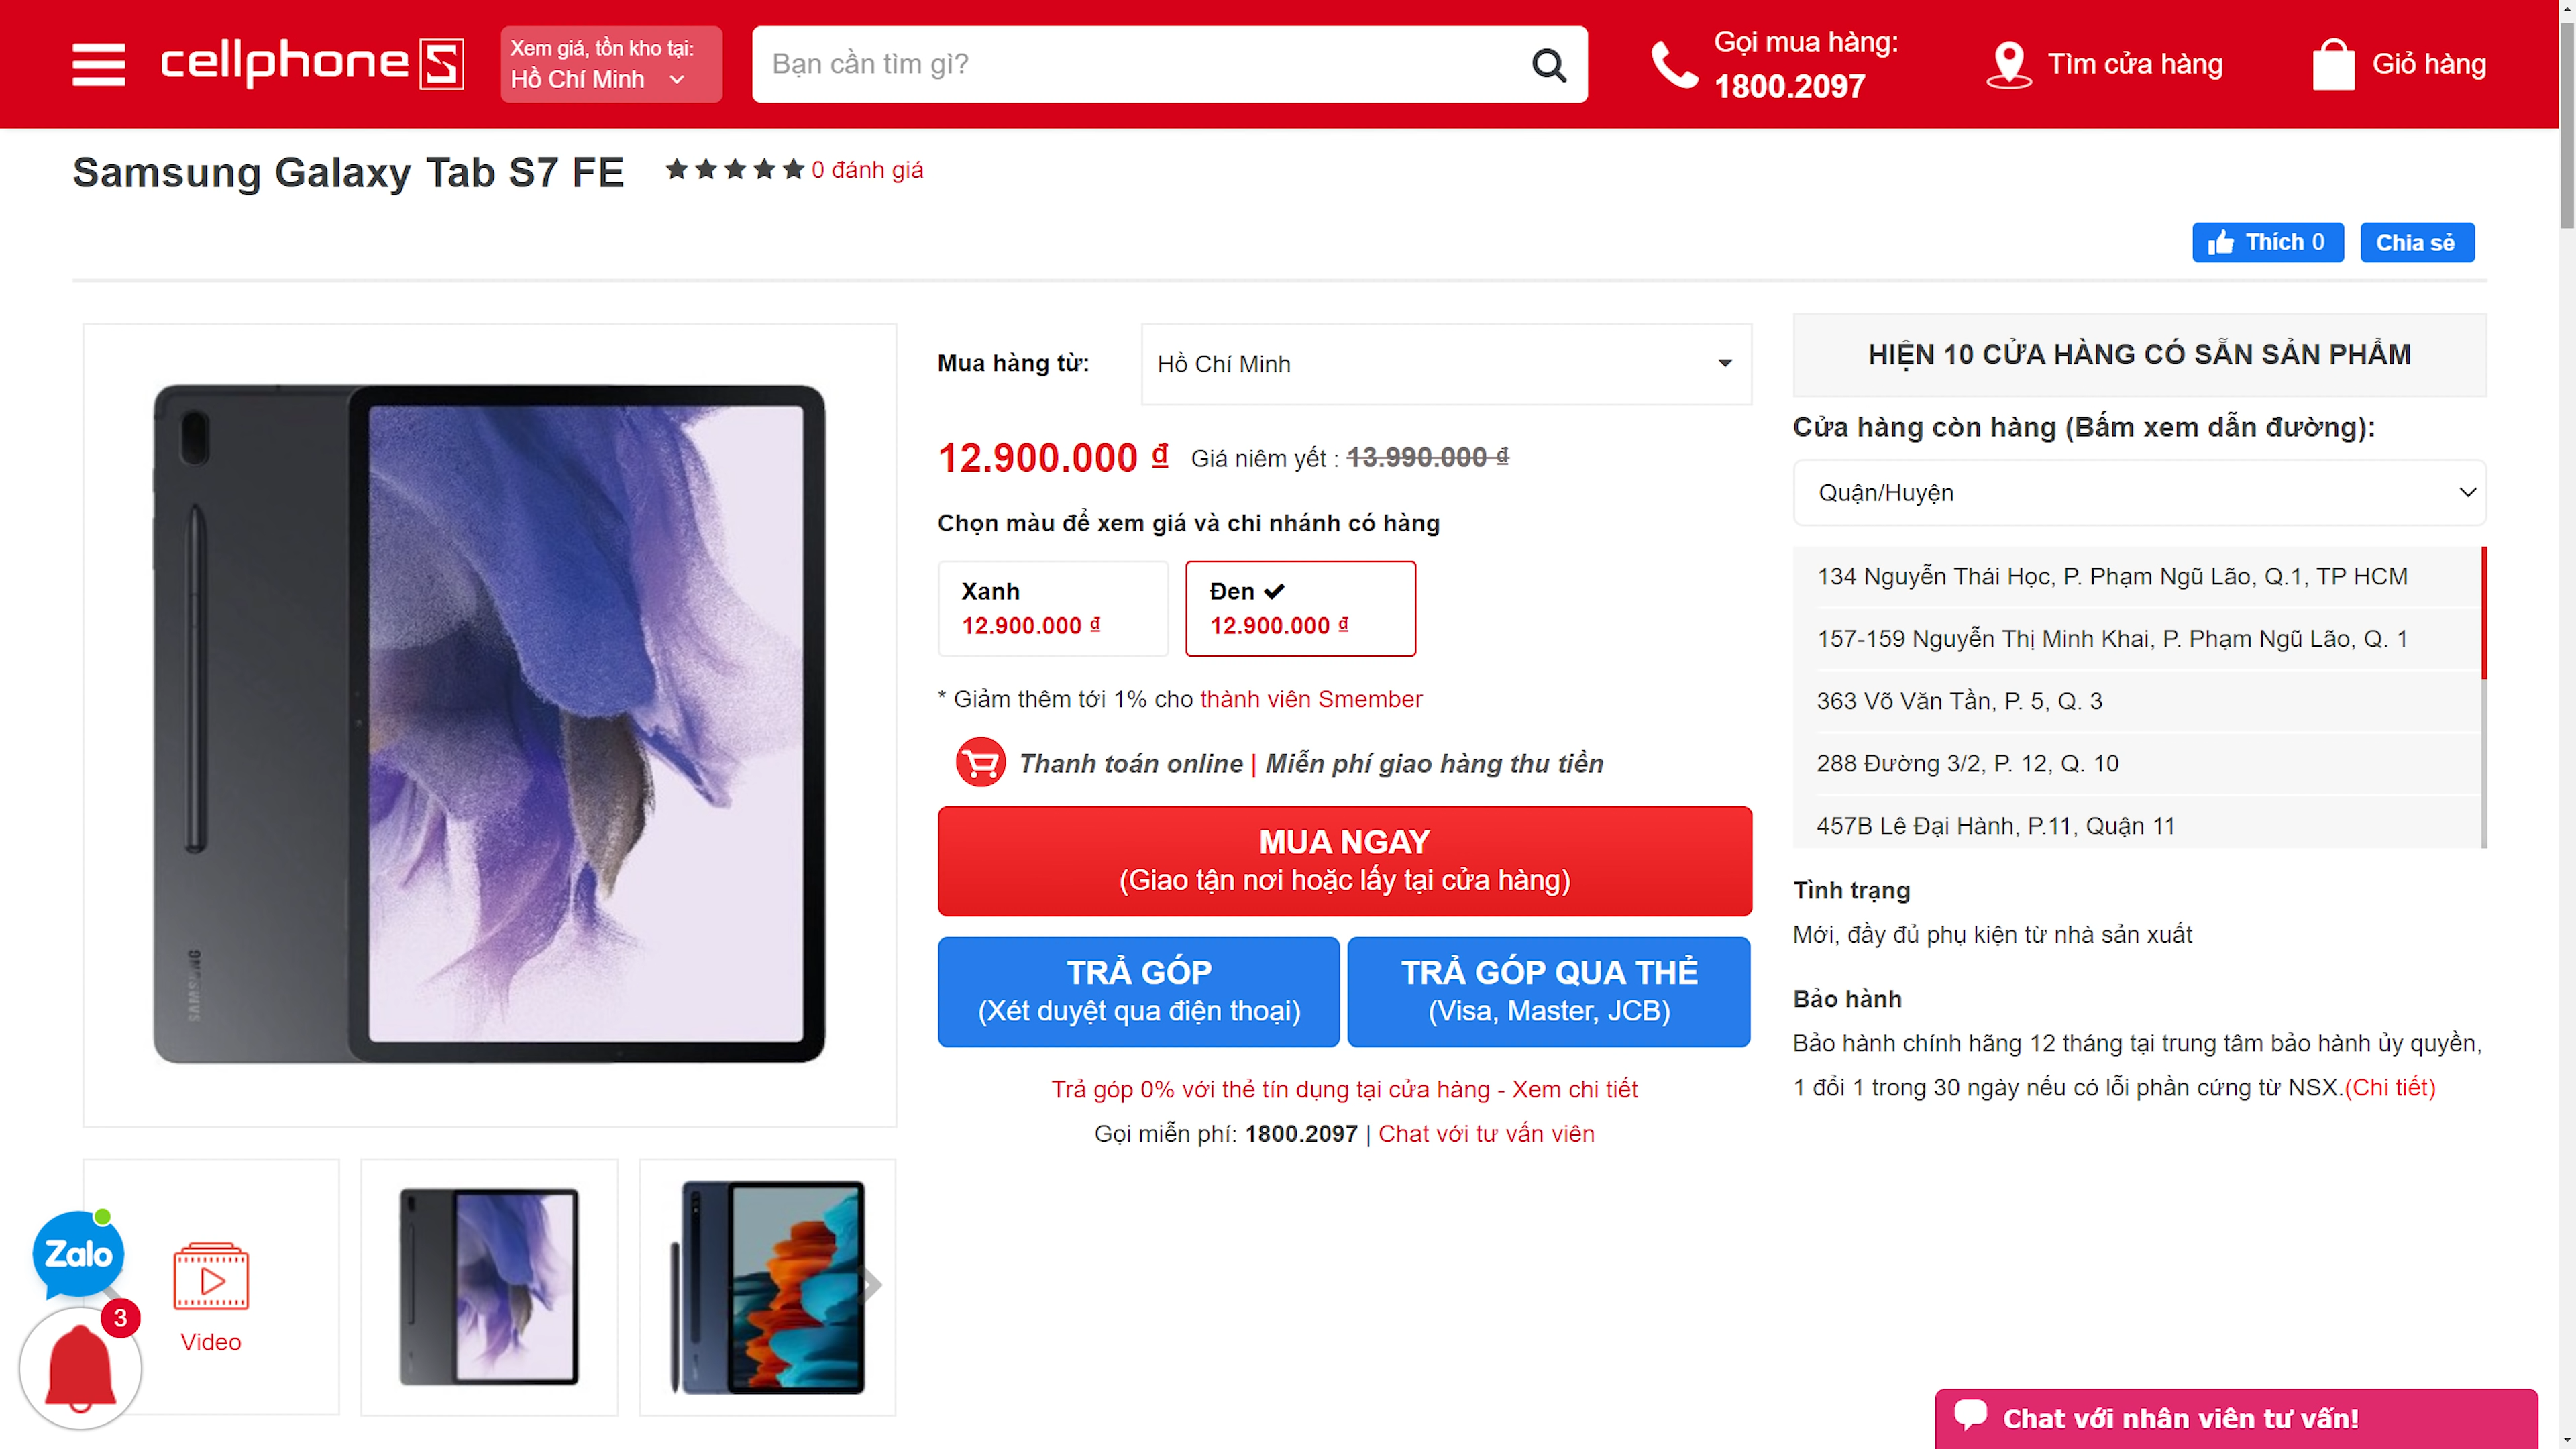 cellphoneS
Xem giá, tồn kho tại:
Hồ Chí Minh
Bạn cần tìm gì?
Gọi mua hàng:
1800.2097
Tìm cửa hàng
Giỏ hàng
Samsung Galaxy Tab S7 FE
0 đánh giá
Thích 0
Chia sẻ
SAMSUNG
Mua hàng từ:
Hồ Chí Minh
12.900.000 ₫ Giá niêm yết : 13.990.000 ₫
Chọn màu để xem giá và chi nhánh có hàng
Xanh
12.900.000 ₫
Đen
12.900.000 ₫
* Giảm thêm tới 1% cho thành viên Smember
Thanh toán online | Miễn phí giao hàng thu tiền
MUA NGAY
(Giao tận nơi hoặc lấy tại cửa hàng)
TRẢ GÓP
(Xét duyệt qua điện thoại)
TRẢ GÓP QUA THẺ
(Visa, Master, JCB)
Trả góp 0% với thẻ tín dụng tại cửa hàng - Xem chi tiết
Gọi miễn phí: 1800.2097 | Chat với tư vấn viên
HIỆN 10 CỬA HÀNG CÓ SẴN SẢN PHẨM
Cửa hàng còn hàng (Bấm xem dẫn đường):
Quận/Huyện
134 Nguyễn Thái Học, P. Phạm Ngũ Lão, Q.1, TP HCM
157-159 Nguyễn Thị Minh Khai, P. Phạm Ngũ Lão, Q. 1
363 Võ Văn Tần, P. 5, Q. 3
288 Đường 3/2, P. 12, Q. 10
457B Lê Đại Hành, P.11, Quận 11
Tình trạng
Mới, đầy đủ phụ kiện từ nhà sản xuất
Bảo hành
Bảo hành chính hãng 12 tháng tại trung tâm bảo hành ủy quyền,
1 đổi 1 trong 30 ngày nếu có lỗi phần cứng từ NSX.(Chi tiết)
Zalo
3
Video
Chat với nhân viên tư vấn!